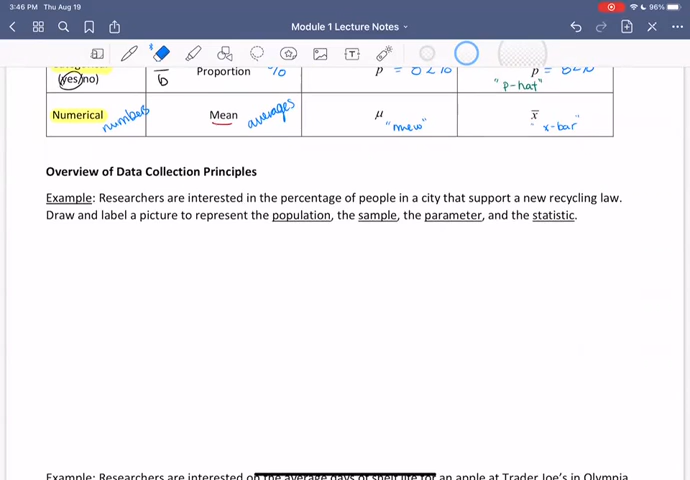 3:46 PM Thu Aug 19
96%
Module 1 Lecture Notes
(yes/no)
b
Proportion %
"p-hat"
Numerical numbers Mean averages μ x̄
"mew" "x-bar"
Overview of Data Collection Principles
Example: Researchers are interested in the percentage of people in a city that support a new recycling law.
Draw and label a picture to represent the population, the sample, the parameter, and the statistic.
Example: Researchers are interested on the average days of shelf life for an apple at Trader Joe's in Olympia